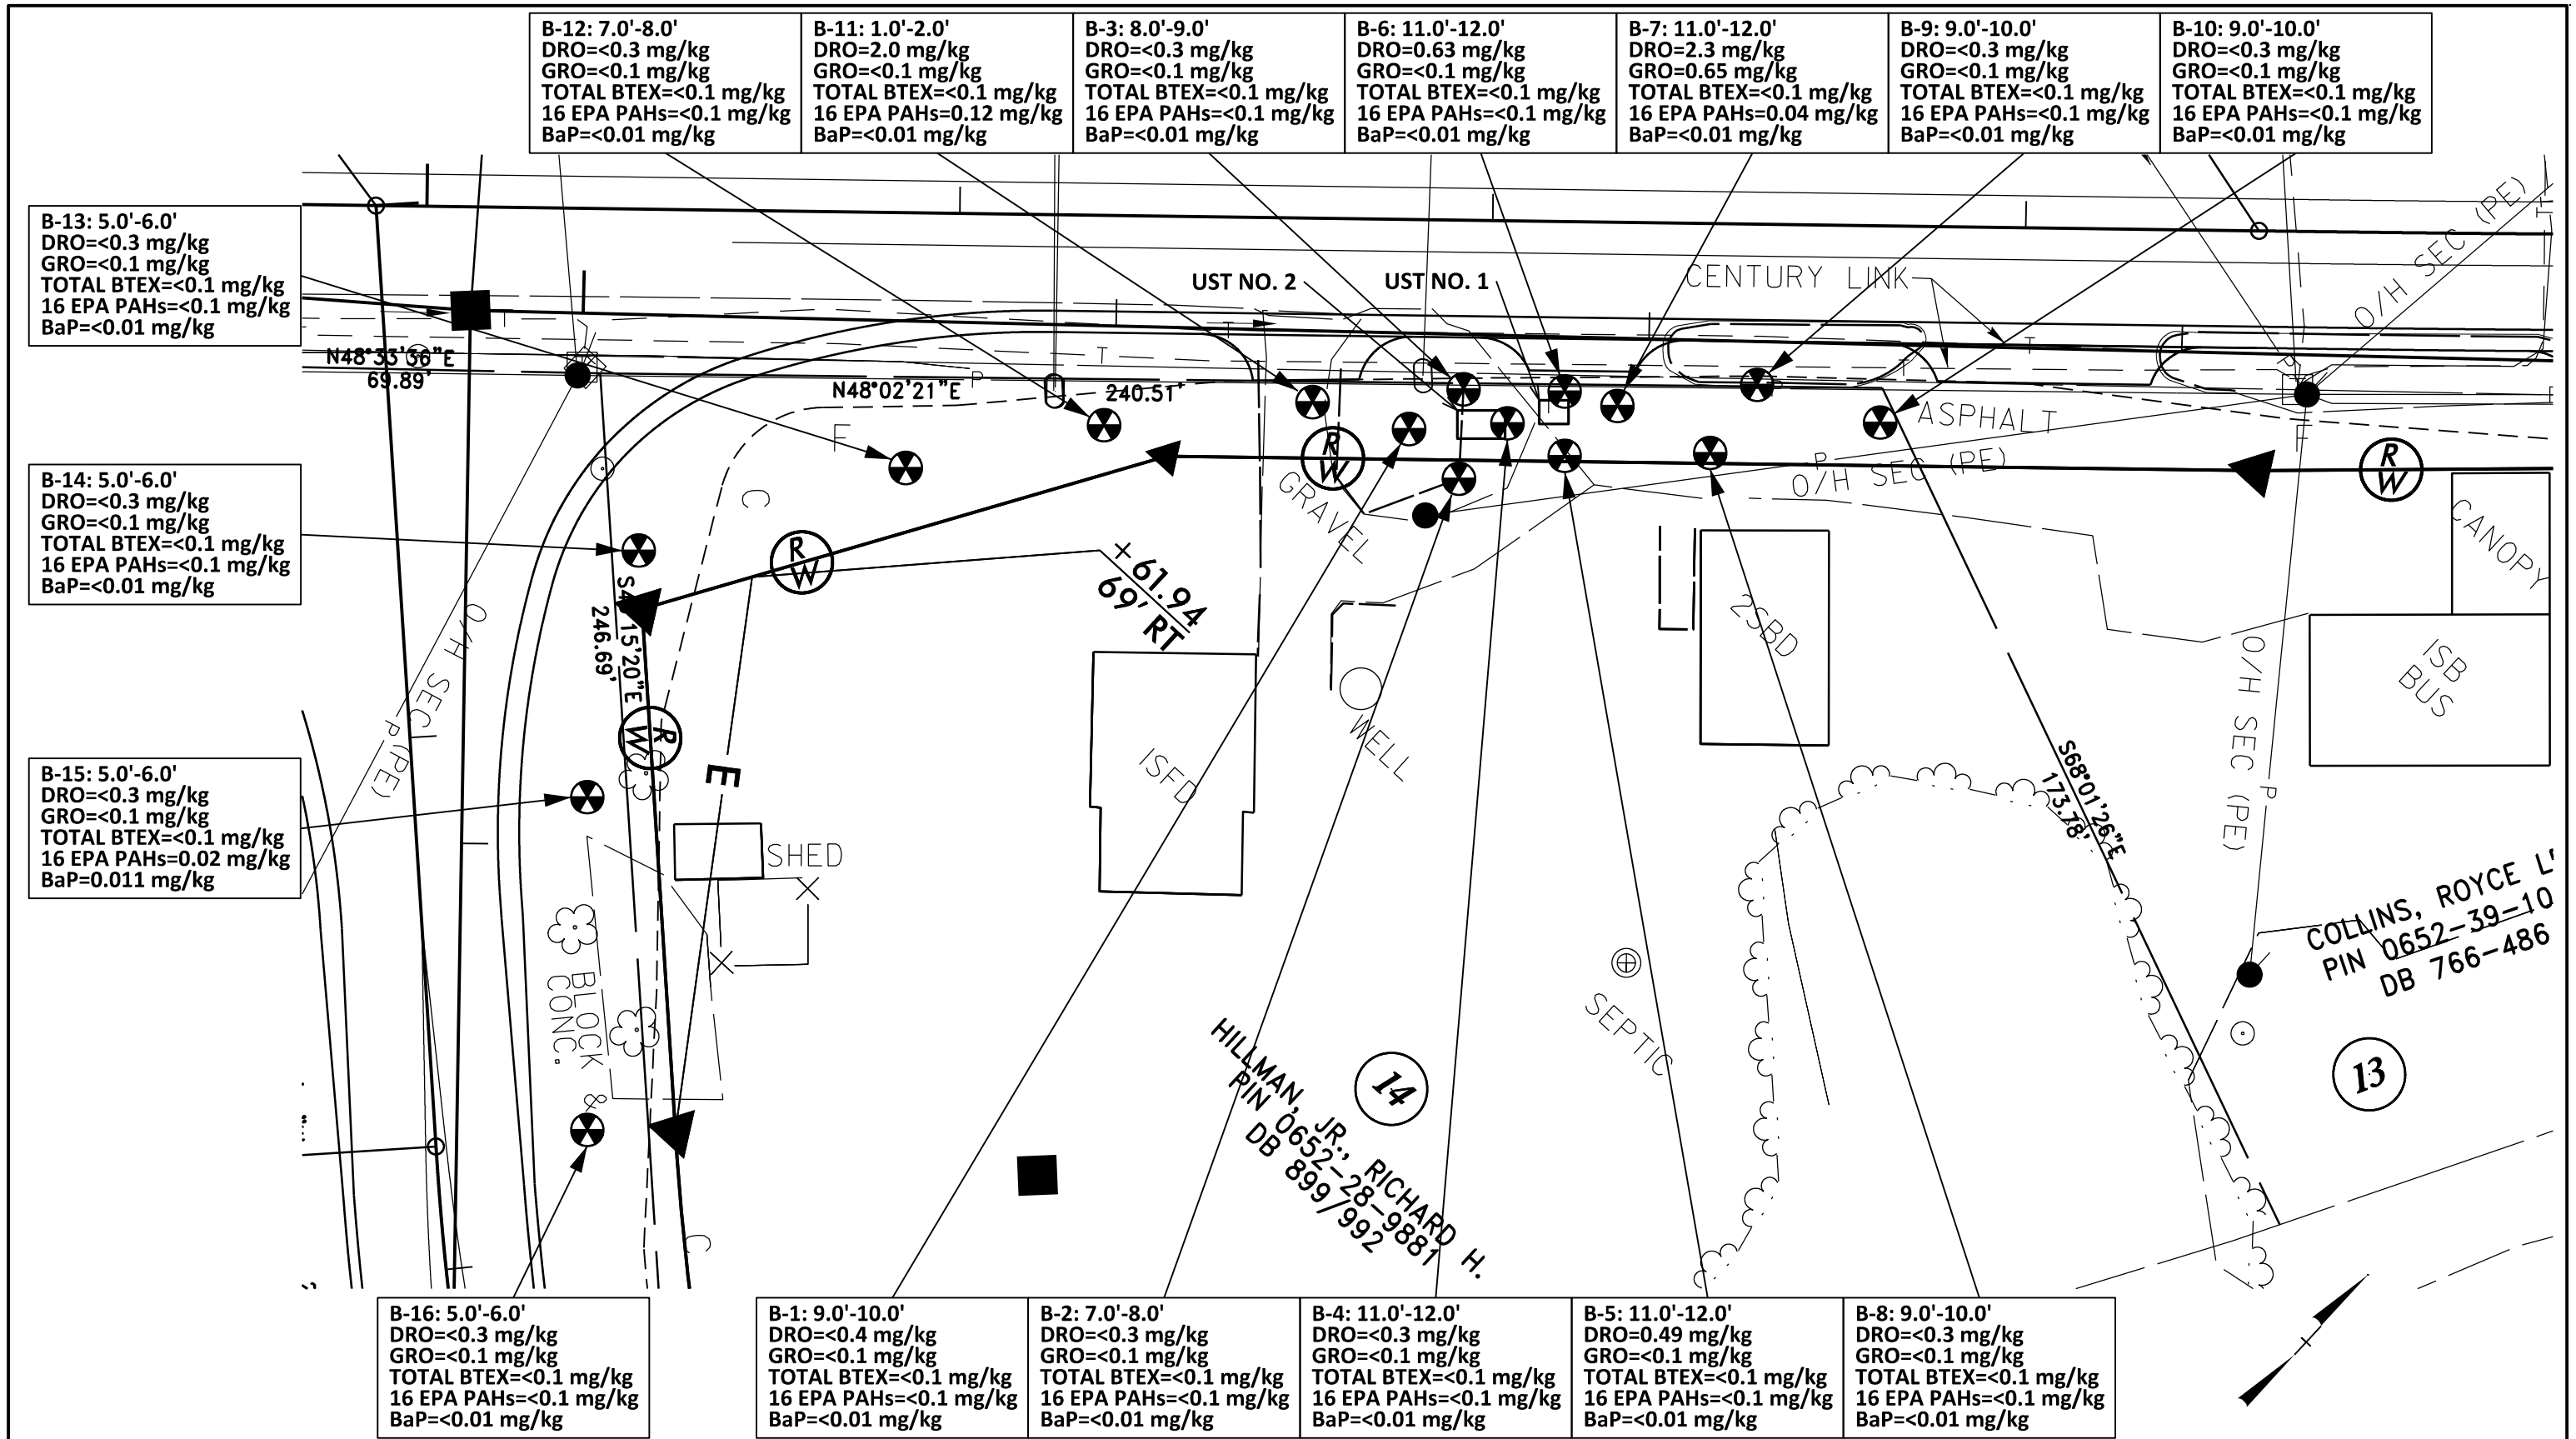 B-12: 7.0'-8.0'
DRO=<0.3 mg/kg
GRO=<0.1 mg/kg
TOTAL BTEX=<0.1 mg/kg
16 EPA PAHs=<0.1 mg/kg
BaP=<0.01 mg/kg
B-11: 1.0'-2.0'
DRO=2.0 mg/kg
GRO=<0.1 mg/kg
TOTAL BTEX=<0.1 mg/kg
16 EPA PAHs=0.12 mg/kg
BaP=<0.01 mg/kg
B-3: 8.0'-9.0'
DRO=<0.3 mg/kg
GRO=<0.1 mg/kg
TOTAL BTEX=<0.1 mg/kg
16 EPA PAHs=<0.1 mg/kg
BaP=<0.01 mg/kg
B-6: 11.0'-12.0'
DRO=0.63 mg/kg
GRO=<0.1 mg/kg
TOTAL BTEX=<0.1 mg/kg
16 EPA PAHs=<0.1 mg/kg
BaP=<0.01 mg/kg
B-7: 11.0'-12.0'
DRO=2.3 mg/kg
GRO=0.65 mg/kg
TOTAL BTEX=<0.1 mg/kg
16 EPA PAHs=0.04 mg/kg
BaP=<0.01 mg/kg
B-9: 9.0'-10.0'
DRO=<0.3 mg/kg
GRO=<0.1 mg/kg
TOTAL BTEX=<0.1 mg/kg
16 EPA PAHs=<0.1 mg/kg
BaP=<0.01 mg/kg
B-10: 9.0'-10.0'
DRO=<0.3 mg/kg
GRO=<0.1 mg/kg
TOTAL BTEX=<0.1 mg/kg
16 EPA PAHs=<0.1 mg/kg
BaP=<0.01 mg/kg
B-13: 5.0'-6.0'
DRO=<0.3 mg/kg
GRO=<0.1 mg/kg
TOTAL BTEX=<0.1 mg/kg
16 EPA PAHs=<0.1 mg/kg
BaP=<0.01 mg/kg
UST NO. 2
UST NO. 1
CENTURY LINK
O/H SEC (PE)
N48°33'36"E
69.89'
N48°02'21"E
240.51'
ASPHALT
O/H SEC (PE)
F
C
R
W
R
W
R
W
R
W
GRAVEL
CANOPY
B-14: 5.0'-6.0'
DRO=<0.3 mg/kg
GRO=<0.1 mg/kg
TOTAL BTEX=<0.1 mg/kg
16 EPA PAHs=<0.1 mg/kg
BaP=<0.01 mg/kg
+ 61.94
69' RT
15'20"E
246.69'
O/H SEC (PE)
2SBD
ISB
BUS
O/H SEC (PE)
WELL
ISFD
E
SHED
S68°01'26"E
173.78'
B-15: 5.0'-6.0'
DRO=<0.3 mg/kg
GRO=<0.1 mg/kg
TOTAL BTEX=<0.1 mg/kg
16 EPA PAHs=0.02 mg/kg
BaP=0.011 mg/kg
COLLINS, ROYCE
PIN 0652-39-10
DB 766-486
BLOCK &
CONC.
SEPTIC
14
13
HILLMAN, JR., RICHARD H.
PIN 0652-28-9881
DB 899/992
C
B-16: 5.0'-6.0'
DRO=<0.3 mg/kg
GRO=<0.1 mg/kg
TOTAL BTEX=<0.1 mg/kg
16 EPA PAHs=<0.1 mg/kg
BaP=<0.01 mg/kg
B-1: 9.0'-10.0'
DRO=<0.4 mg/kg
GRO=<0.1 mg/kg
TOTAL BTEX=<0.1 mg/kg
16 EPA PAHs=<0.1 mg/kg
BaP=<0.01 mg/kg
B-2: 7.0'-8.0'
DRO=<0.3 mg/kg
GRO=<0.1 mg/kg
TOTAL BTEX=<0.1 mg/kg
16 EPA PAHs=<0.1 mg/kg
BaP=<0.01 mg/kg
B-4: 11.0'-12.0'
DRO=<0.3 mg/kg
GRO=<0.1 mg/kg
TOTAL BTEX=<0.1 mg/kg
16 EPA PAHs=<0.1 mg/kg
BaP=<0.01 mg/kg
B-5: 11.0'-12.0'
DRO=0.49 mg/kg
GRO=<0.1 mg/kg
TOTAL BTEX=<0.1 mg/kg
16 EPA PAHs=<0.1 mg/kg
BaP=<0.01 mg/kg
B-8: 9.0'-10.0'
DRO=<0.3 mg/kg
GRO=<0.1 mg/kg
TOTAL BTEX=<0.1 mg/kg
16 EPA PAHs=<0.1 mg/kg
BaP=<0.01 mg/kg